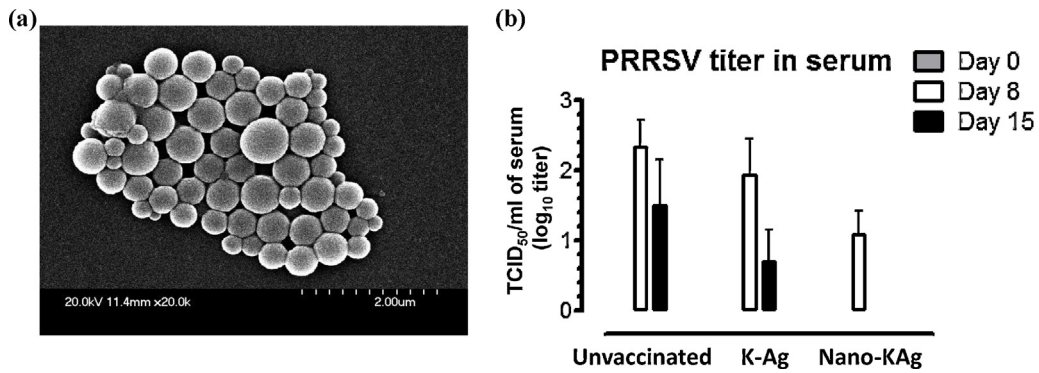 (a)
20.0kV 11.4mm x20.0k
2.00um
(b)
PRRSV titer in serum
Day 0
Day 8
Day 15
TCID50/ml of serum
(log10 titer)
3
2
1
0
Unvaccinated
K-Ag
Nano-KAg